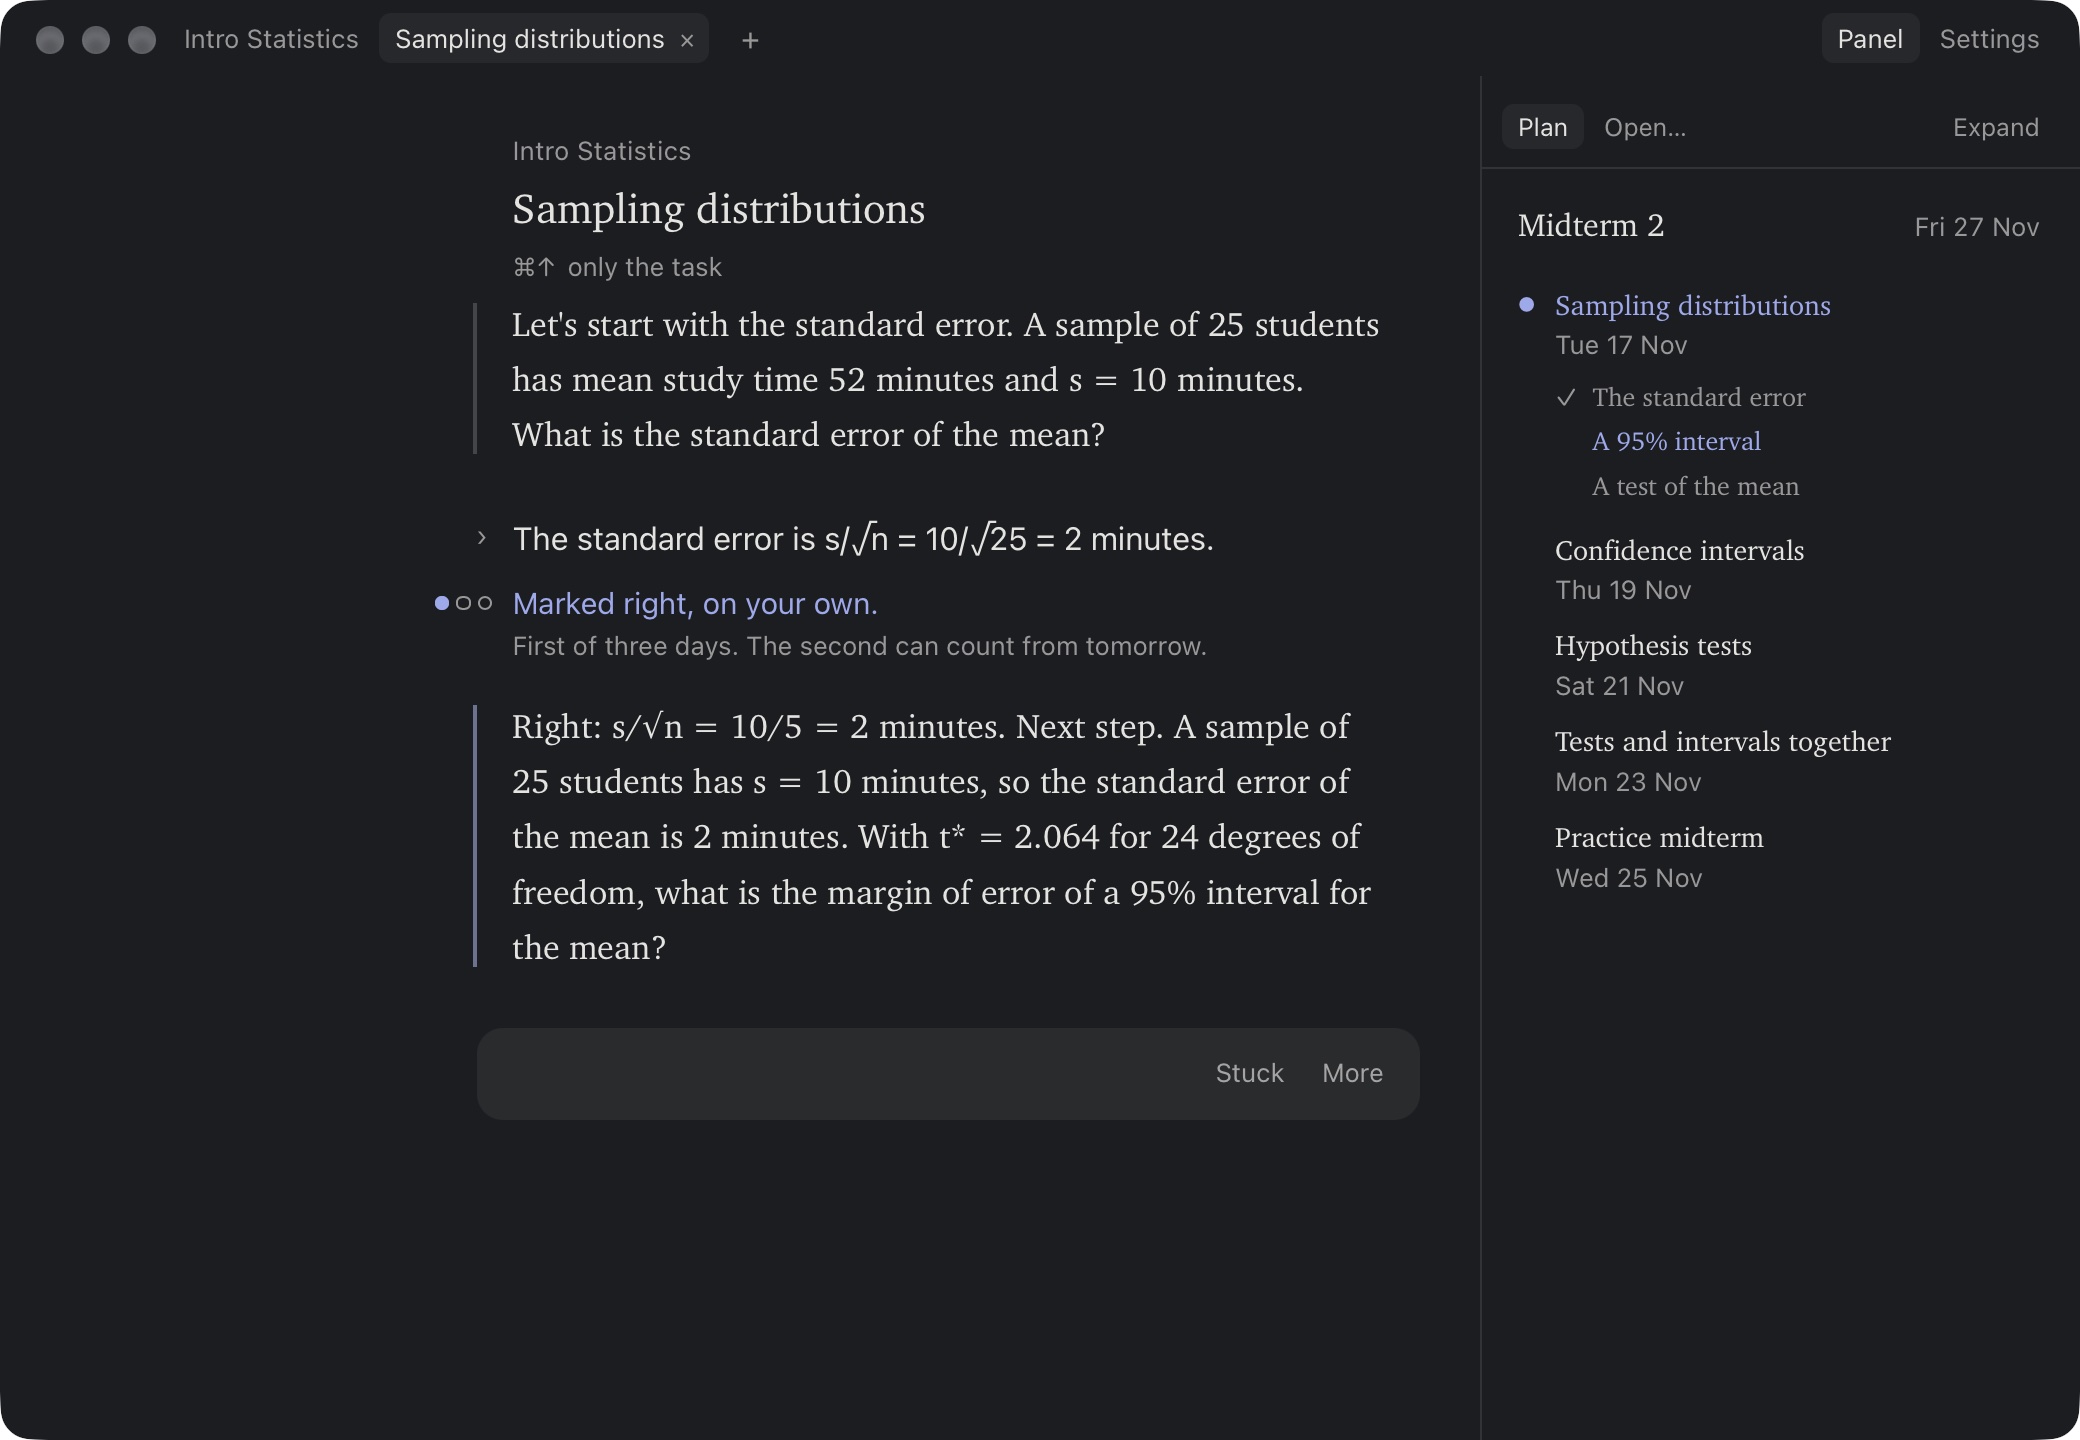 Intro Statistics
Sampling distributions ×
+
Panel
Settings
Intro Statistics
Sampling distributions
⌘↑ only the task
Let's start with the standard error. A sample of 25 students
has mean study time 52 minutes and s = 10 minutes.
What is the standard error of the mean?
› The standard error is s/√n = 10/√25 = 2 minutes.
Marked right, on your own.
First of three days. The second can count from tomorrow.
Right: s/√n = 10/5 = 2 minutes. Next step. A sample of
25 students has s = 10 minutes, so the standard error of
the mean is 2 minutes. With t* = 2.064 for 24 degrees of
freedom, what is the margin of error of a 95% interval for
the mean?
Stuck
More
Plan
Open...
Expand
Midterm 2
Fri 27 Nov
Sampling distributions
Tue 17 Nov
✓ The standard error
A 95% interval
A test of the mean
Confidence intervals
Thu 19 Nov
Hypothesis tests
Sat 21 Nov
Tests and intervals together
Mon 23 Nov
Practice midterm
Wed 25 Nov